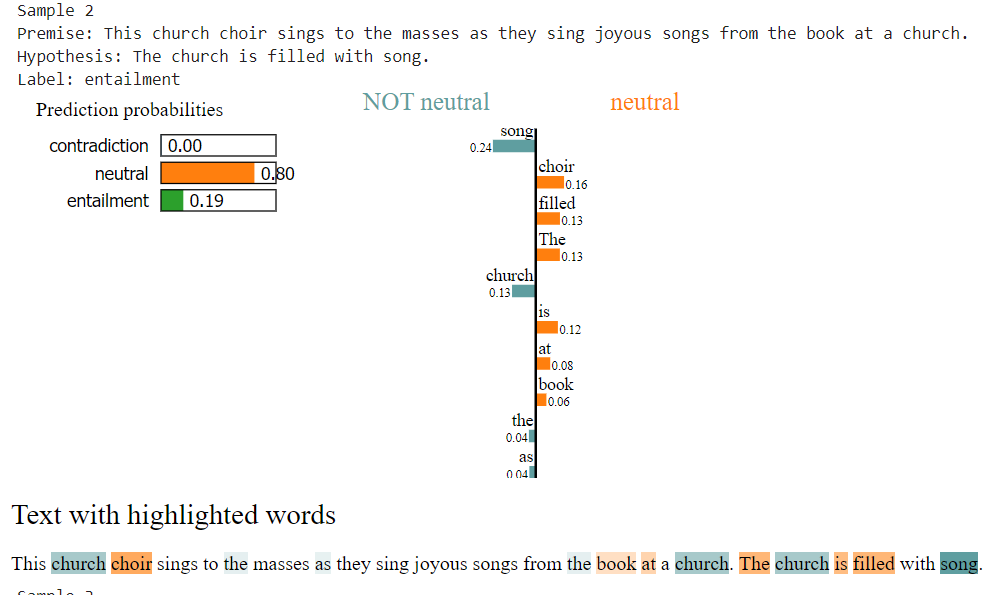 Sample 2
Premise: This church choir sings to the masses as they sing joyous songs from the book at a church.
Hypothesis: The church is filled with song.
Label: entailment
Prediction probabilities
contradiction 0.00
neutral 0.80
entailment 0.19
NOT neutral neutral
song
0.24
choir
0.16
filled
0.13
The
0.13
church
0.13
is
0.12
at
0.08
book
0.06
the
0.04
as
0.04
Text with highlighted words
This church choir sings to the masses as they sing joyous songs from the book at a church. The church is filled with song.